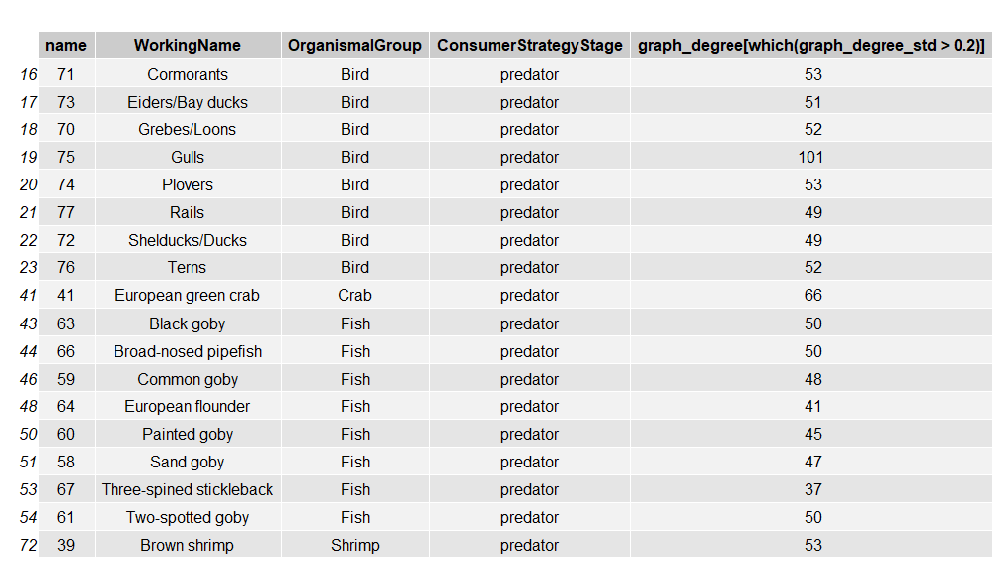 name WorkingName OrganismalGroup ConsumerStrategyStage graph_degree[which(graph_degree_std > 0.2)]
16 71 Cormorants Bird predator 53
17 73 Eiders/Bay ducks Bird predator 51
18 70 Grebes/Loons Bird predator 52
19 75 Gulls Bird predator 101
20 74 Plovers Bird predator 53
21 77 Rails Bird predator 49
22 72 Shelducks/Ducks Bird predator 49
23 76 Terns Bird predator 52
41 41 European green crab Crab predator 66
43 63 Black goby Fish predator 50
44 66 Broad-nosed pipefish Fish predator 50
46 59 Common goby Fish predator 48
48 64 European flounder Fish predator 41
50 60 Painted goby Fish predator 45
51 58 Sand goby Fish predator 47
53 67 Three-spined stickleback Fish predator 37
54 61 Two-spotted goby Fish predator 50
72 39 Brown shrimp Shrimp predator 53